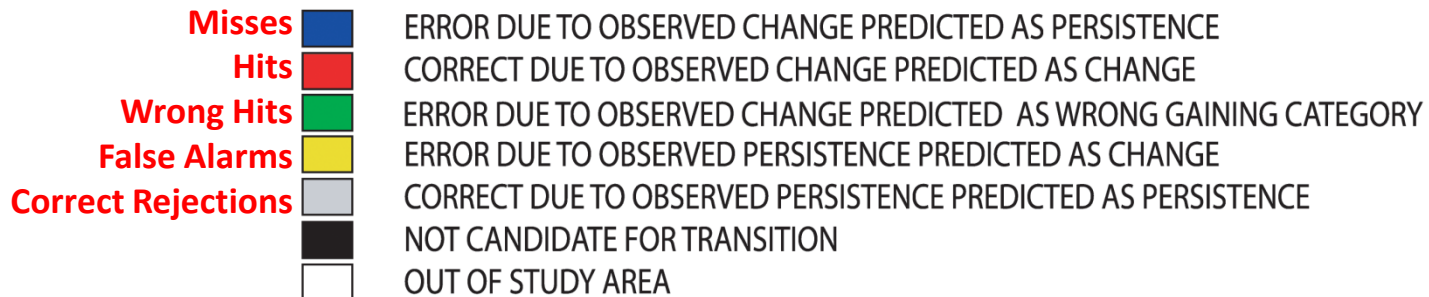 Misses ERROR DUE TO OBSERVED CHANGE PREDICTED AS PERSISTENCE
Hits CORRECT DUE TO OBSERVED CHANGE PREDICTED AS CHANGE
Wrong Hits ERROR DUE TO OBSERVED CHANGE PREDICTED AS WRONG GAINING CATEGORY
False Alarms ERROR DUE TO OBSERVED PERSISTENCE PREDICTED AS CHANGE
Correct Rejections CORRECT DUE TO OBSERVED PERSISTENCE PREDICTED AS PERSISTENCE
NOT CANDIDATE FOR TRANSITION
OUT OF STUDY AREA